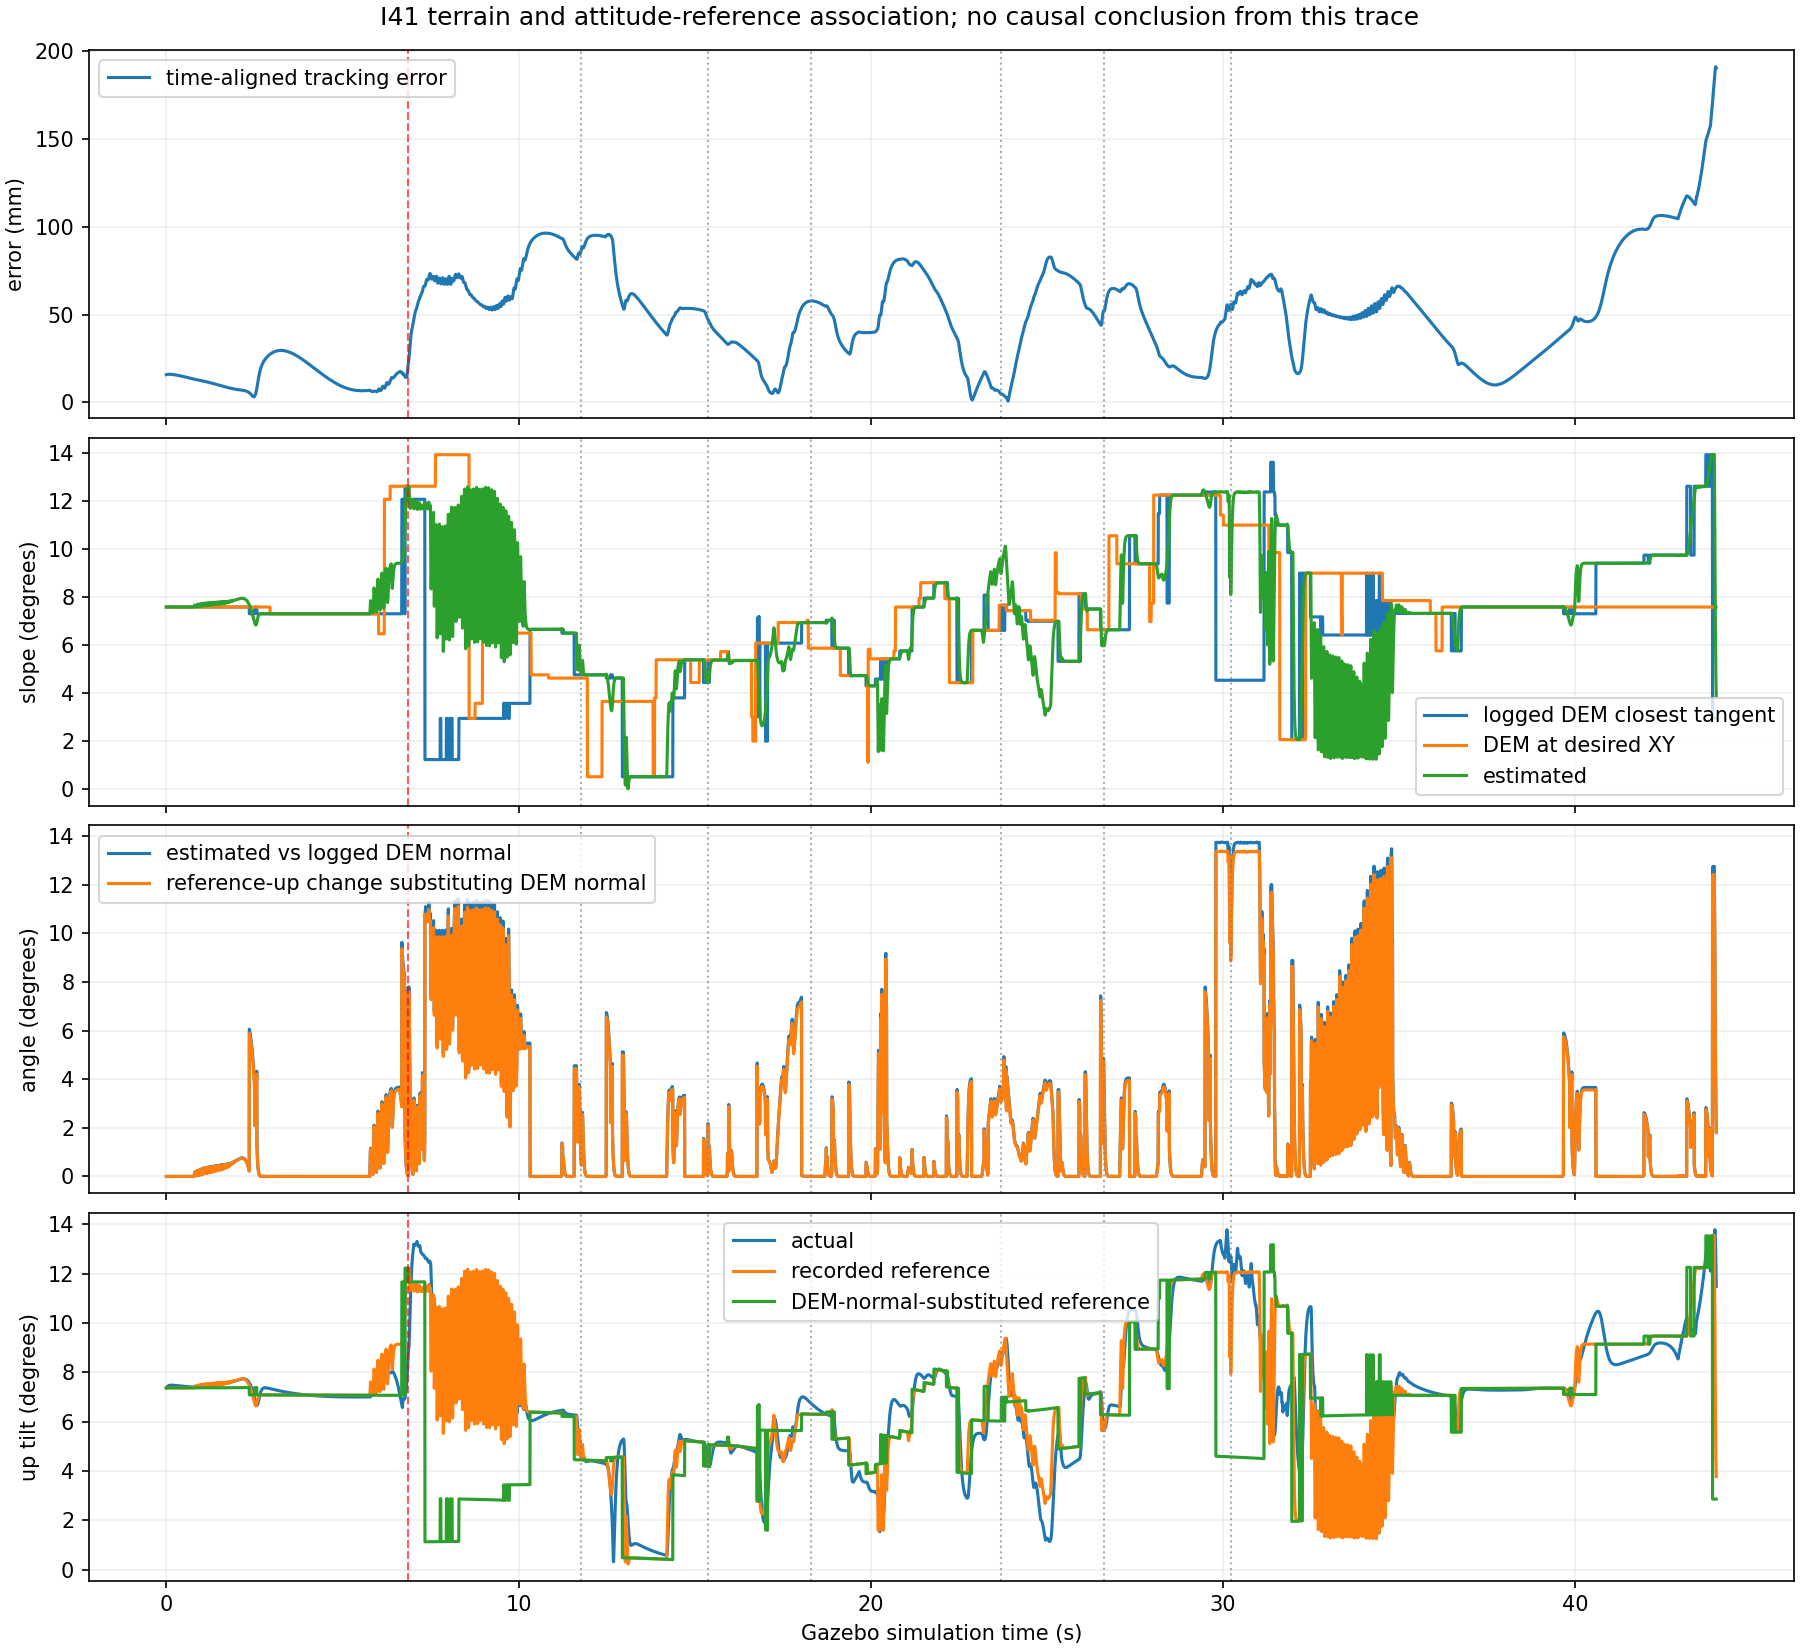 I41 terrain and attitude-reference association; no causal conclusion from this trace
200
150
100
50
0
error (mm)
time-aligned tracking error
14
12
10
8
6
4
2
0
slope (degrees)
logged DEM closest tangent
DEM at desired XY
estimated
14
12
10
8
6
4
2
0
angle (degrees)
estimated vs logged DEM normal
reference-up change substituting DEM normal
14
12
10
8
6
4
2
0
up tilt (degrees)
actual
recorded reference
DEM-normal-substituted reference
0 10 20 30 40
Gazebo simulation time (s)